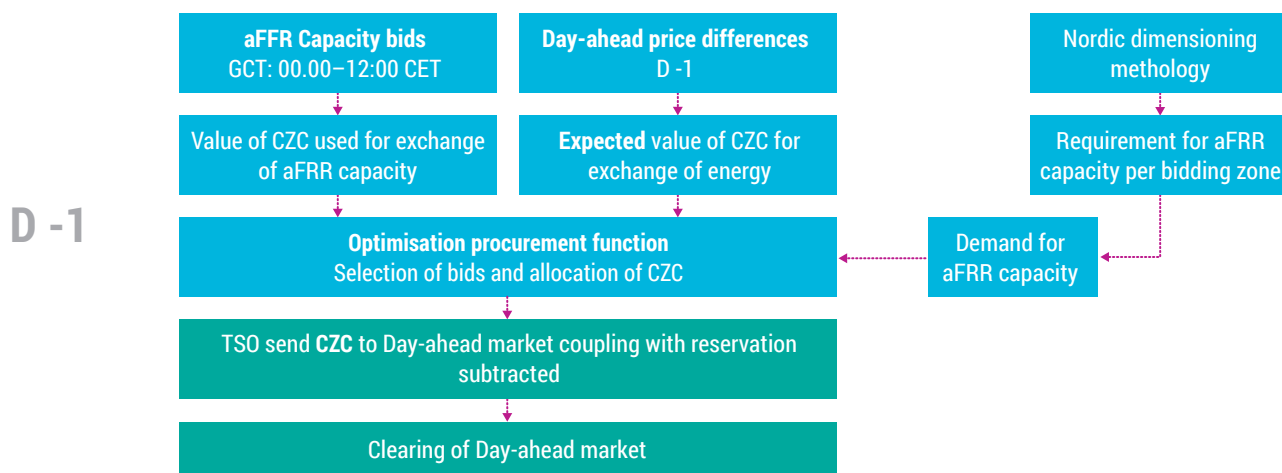 aFFR Capacity bids
GCT: 00.00–12:00 CET
Day-ahead price differences
D -1
Nordic dimensioning
methology
Value of CZC used for exchange
of aFRR capacity
Expected value of CZC for
exchange of energy
Requirement for aFRR
capacity per bidding zone
D -1
Optimisation procurement function
Selection of bids and allocation of CZC
Demand for
aFRR capacity
TSO send CZC to Day-ahead market coupling with reservation
subtracted
Clearing of Day-ahead market